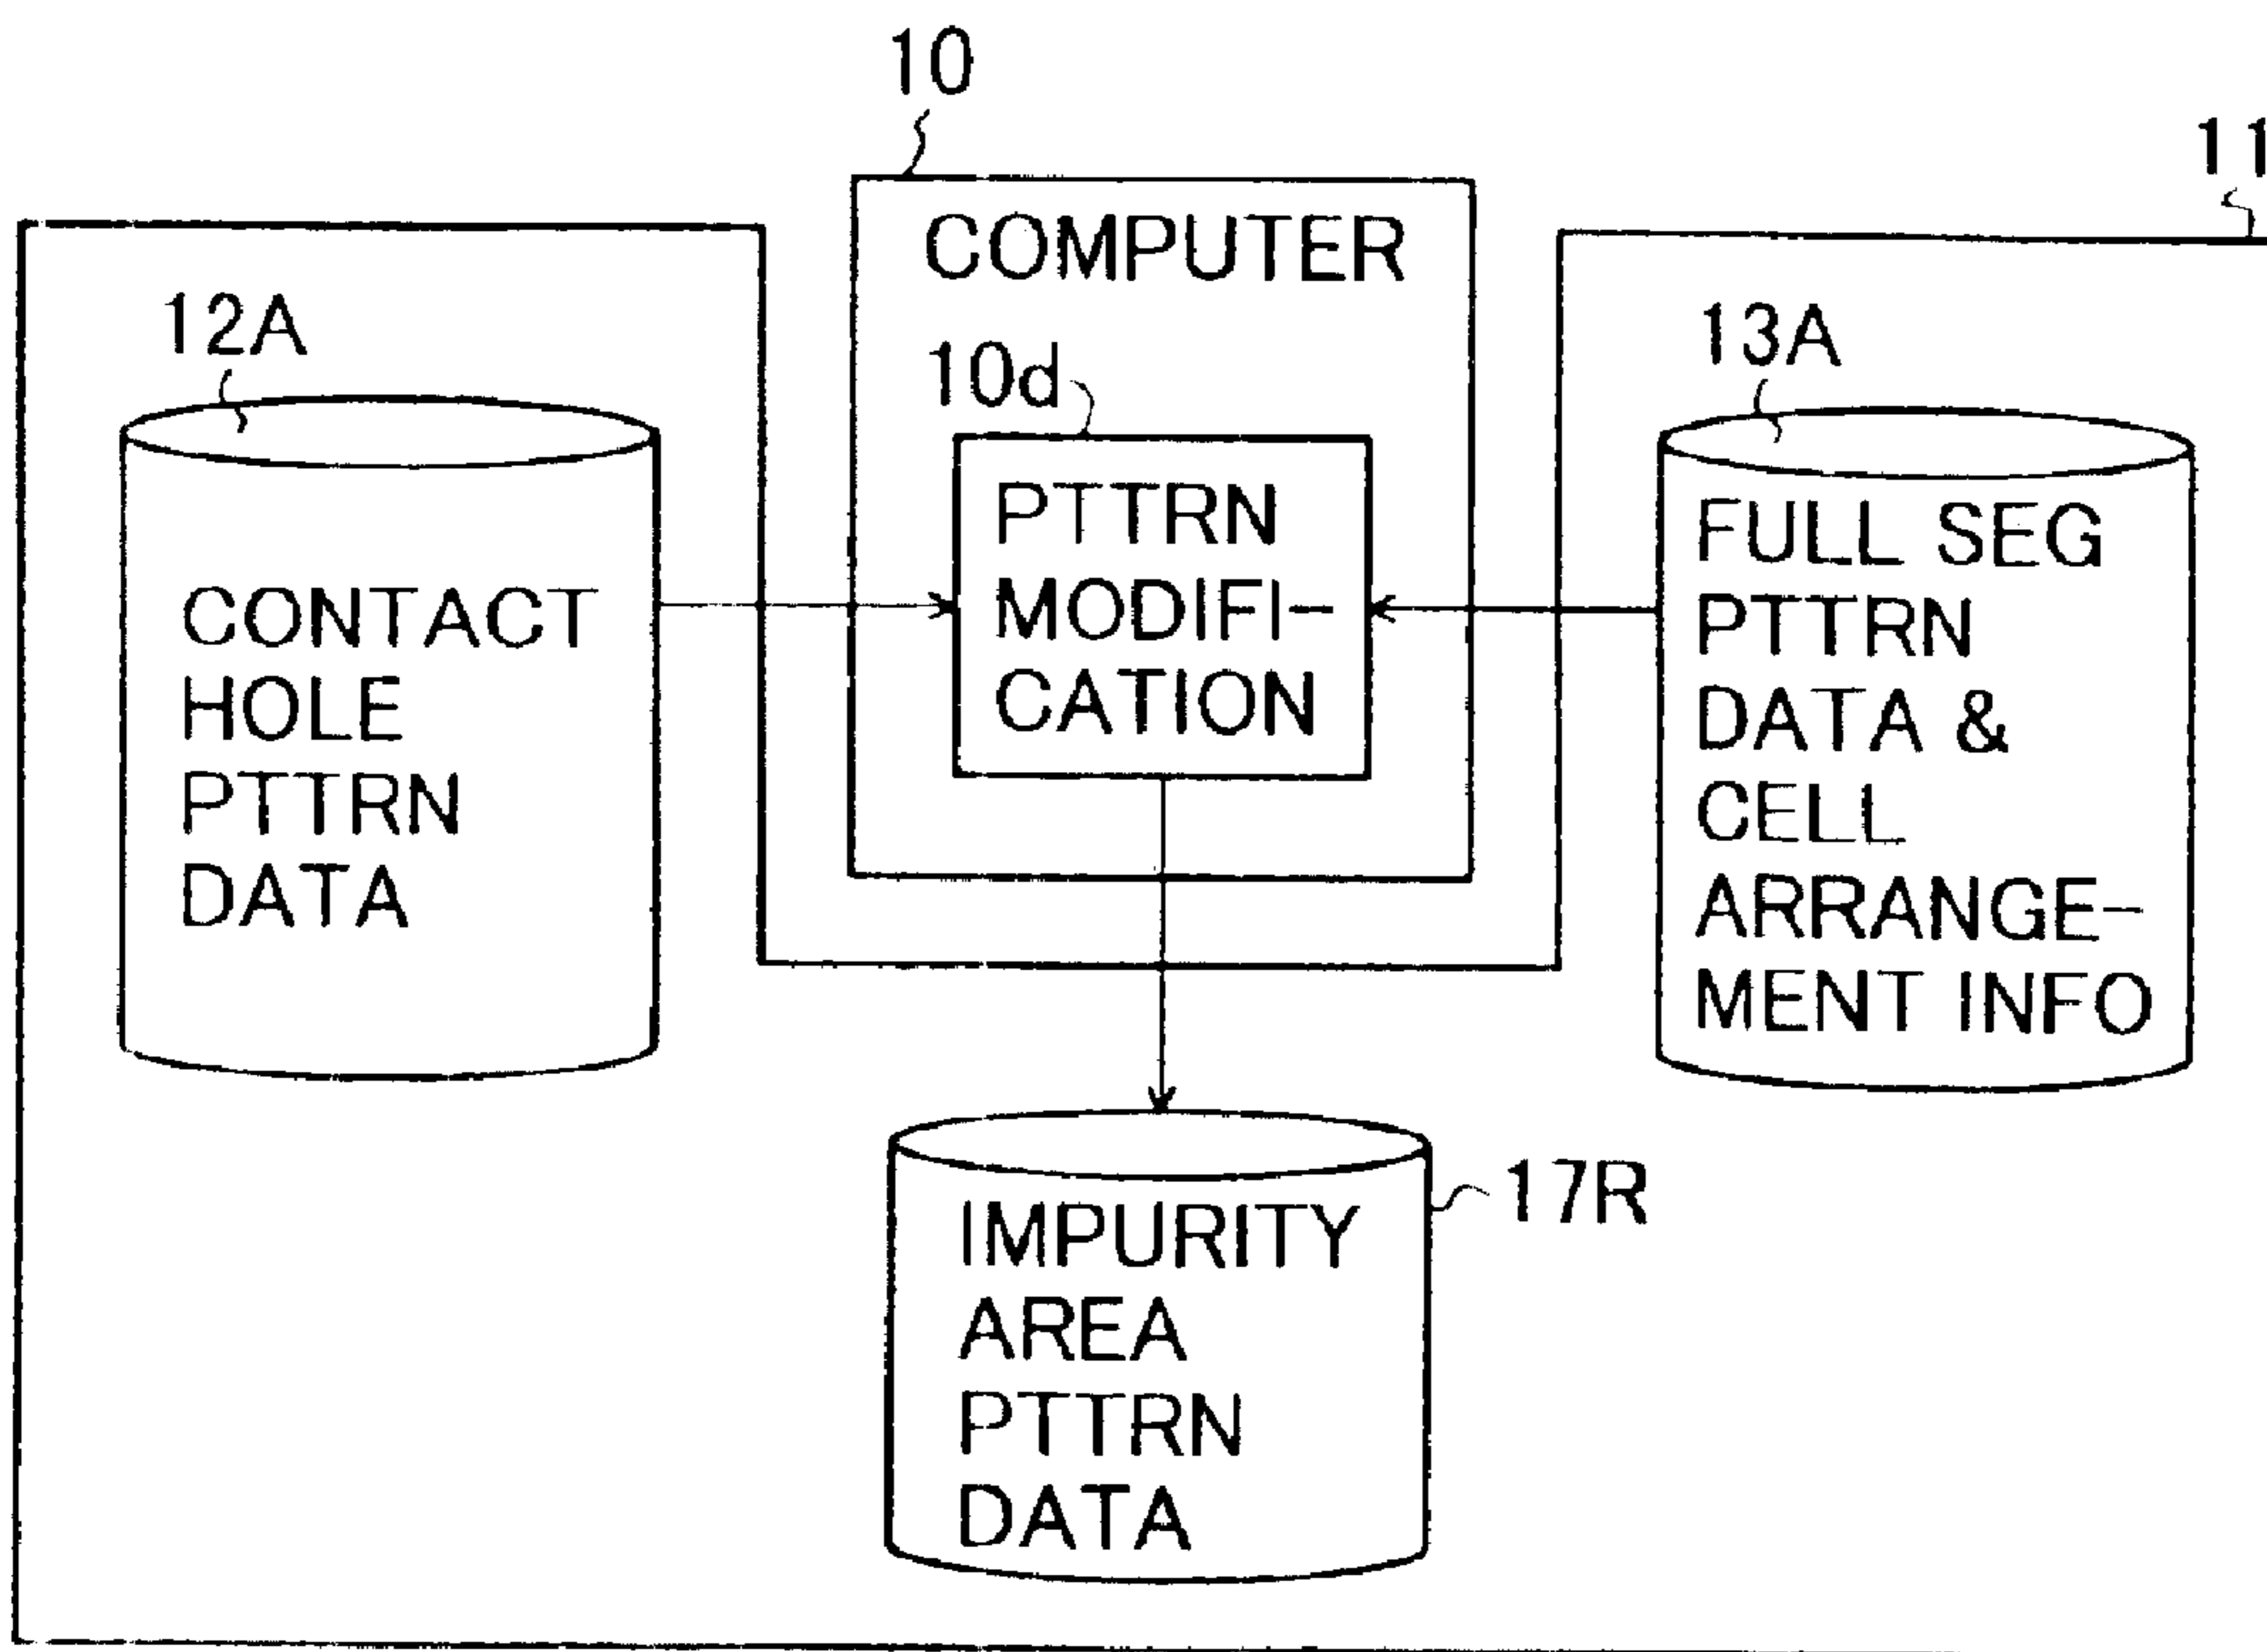 10
11
COMPUTER
12A
10d
13A
CONTACT
HOLE
PTTRN
DATA
PTTRN
MODIFI-
CATION
FULL SEG
PTTRN
DATA &
CELL
ARRANGE-
MENT INFO
17R
IMPURITY
AREA
PTTRN
DATA